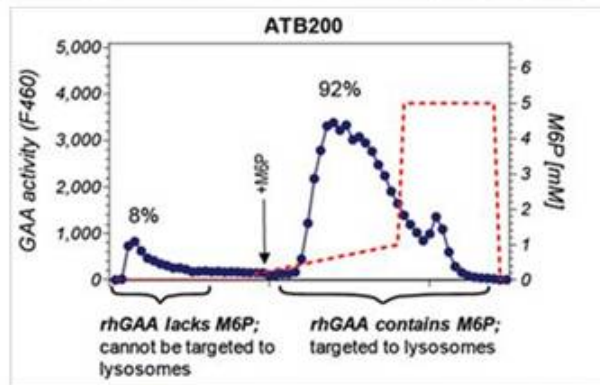 ATB200
5,000
4,000
3,000
2,000
1,000
0
GAA activity (F460)
6
5
4
3
2
1
0
M6P [mM]
8%
+M6P
92%
rhGAA lacks M6P;
cannot be targeted to
lysosomes
rhGAA contains M6P;
targeted to lysosomes